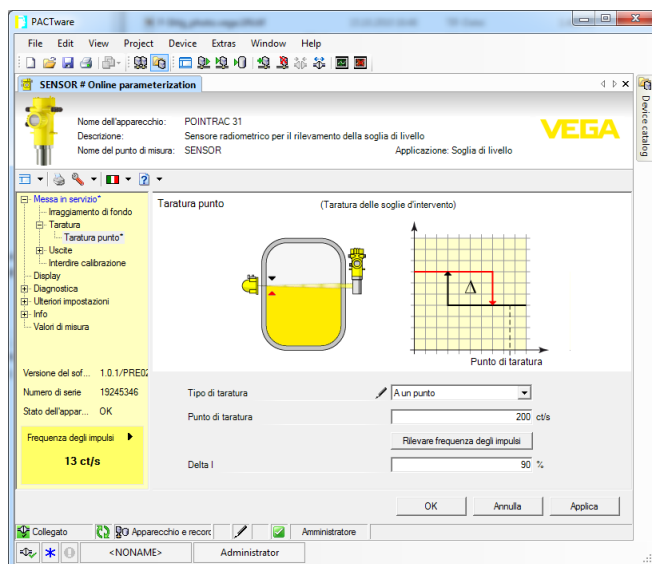 PACTware
File Edit View Project Device Extras Window Help
SENSOR # Online parameterization
Device catalog
Nome dell'apparecchio: POINTRAC 31
Descrizione: Sensore radiometrico per il rilevamento della soglia di livello
Nome del punto di misura: SENSOR Applicazione: Soglia di livello
VEGA
Messa in servizio*
Irraggiamento di fondo
Taratura
Taratura punto*
Uscite
Interdire calibrazione
Display
Diagnostica
Ulteriori impostazioni
Info
Valori di misura
Versione del sof... 1.0.1/PRE02
Numero di serie 19245346
Stato dell'appar... OK
Frequenza degli impulsi
13 ct/s
Taratura punto (Taratura delle soglie d'intervento)
Δ
Punto di taratura
Tipo di taratura A un punto
Punto di taratura 200 ct/s
Rilevare frequenza degli impulsi
Delta I 90 %
OK Annulla Applica
Collegato Apparecchio e record Amministratore
<NONAME> Administrator